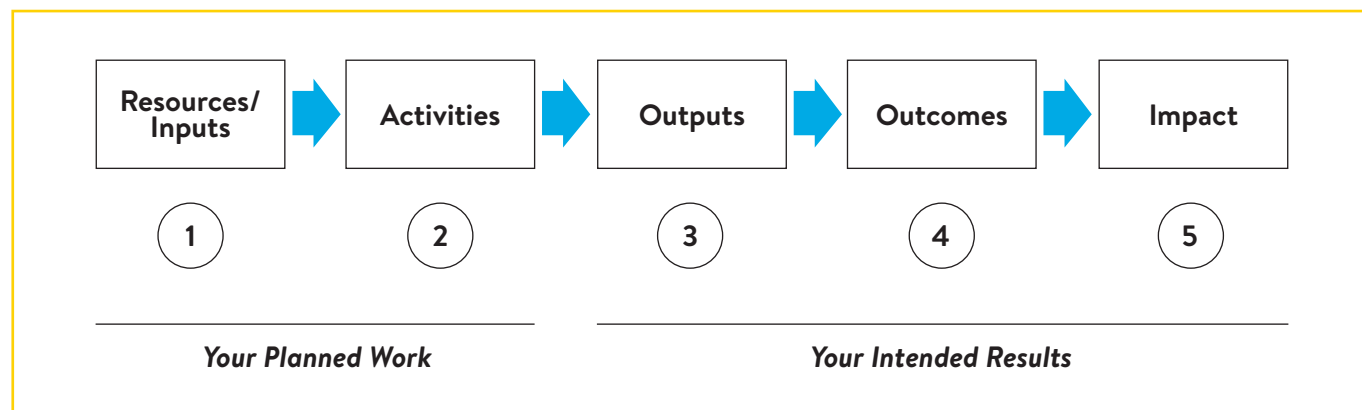 Resources/
Inputs
Activities
Outputs
Outcomes
Impact
1
2
3
4
5
Your Planned Work
Your Intended Results